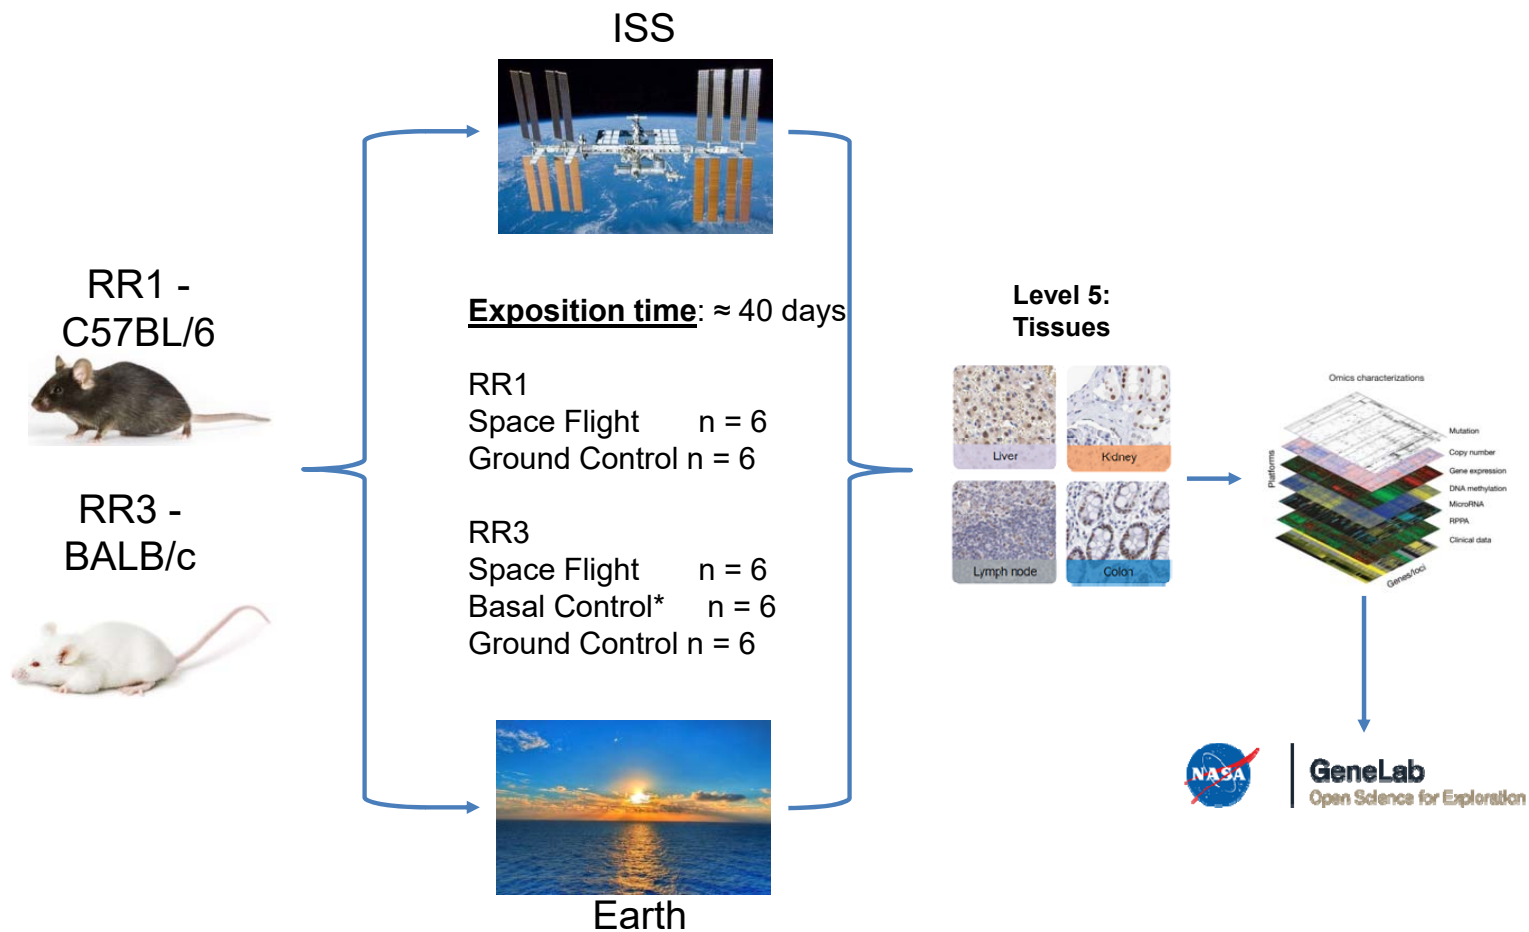 ISS
RR1 -
C57BL/6
RR3 -
BALB/c
Exposition time: ≈ 40 days
RR1
Space Flight n = 6
Ground Control n = 6
RR3
Space Flight n = 6
Basal Control* n = 6
Ground Control n = 6
Earth
Level 5:
Tissues
Liver
Kidney
Lymph node
Colon
Omics characterizations
Platforms
Mutation
Copy number
Gene expression
DNA methylation
MicroRNA
RPPA
Clinical data
Genes/loci
NASA
GeneLab
Open Science for Exploration